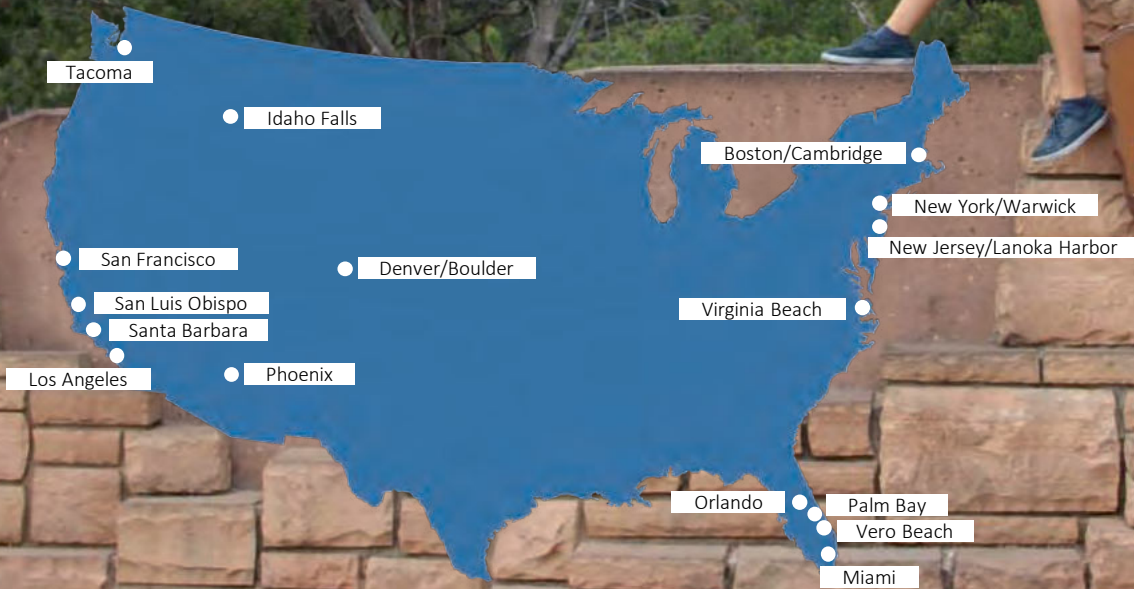 Tacoma
Idaho Falls
Boston/Cambridge
New York/Warwick
New Jersey/Lanoka Harbor
San Francisco
Denver/Boulder
San Luis Obispo
Virginia Beach
Santa Barbara
Los Angeles
Phoenix
Orlando
Palm Bay
Vero Beach
Miami